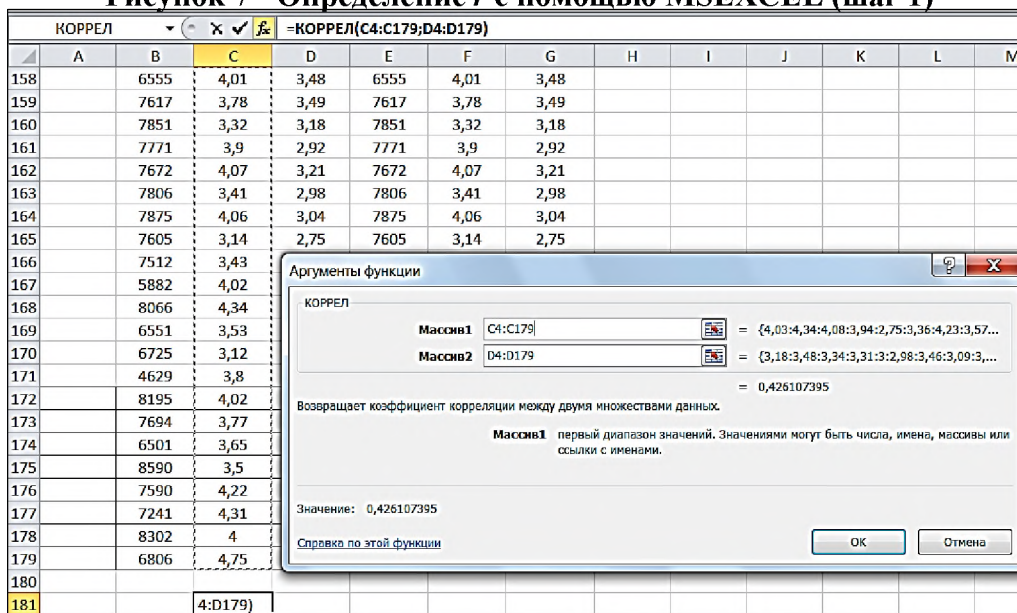 Рисунок 7 – Определение r с помощью MSEXCEL (шаг 1)
КОРРЕЛ fx =КОРРЕЛ(C4:C179;D4:D179)
A B C D E F G H I J K L M
158 6555 4,01 3,48 6555 4,01 3,48
159 7617 3,78 3,49 7617 3,78 3,49
160 7851 3,32 3,18 7851 3,32 3,18
161 7771 3,9 2,92 7771 3,9 2,92
162 7672 4,07 3,21 7672 4,07 3,21
163 7806 3,41 2,98 7806 3,41 2,98
164 7875 4,06 3,04 7875 4,06 3,04
165 7605 3,14 2,75 7605 3,14 2,75
166 7512 3,43
167 5882 4,02
168 8066 4,34
169 6551 3,53
170 6725 3,12
171 4629 3,8
172 8195 4,02
173 7694 3,77
174 6501 3,65
175 8590 3,5
176 7590 4,22
177 7241 4,31
178 8302 4
179 6806 4,75
180
181 4:D179)
Аргументы функции
КОРРЕЛ
Массив1 C4:C179 = {4,03:4,34:4,08:3,94:2,75:3,36:4,23:3,57...
Массив2 D4:D179 = {3,18:3,48:3,34:3,31:3:2,98:3,46:3,09:3,...
= 0,426107395
Возвращает коэффициент корреляции между двумя множествами данных.
Массив1 первый диапазон значений. Значениями могут быть числа, имена, массивы или
ссылки с именами.
Значение: 0,426107395
Справка по этой функции
ОК Отмена